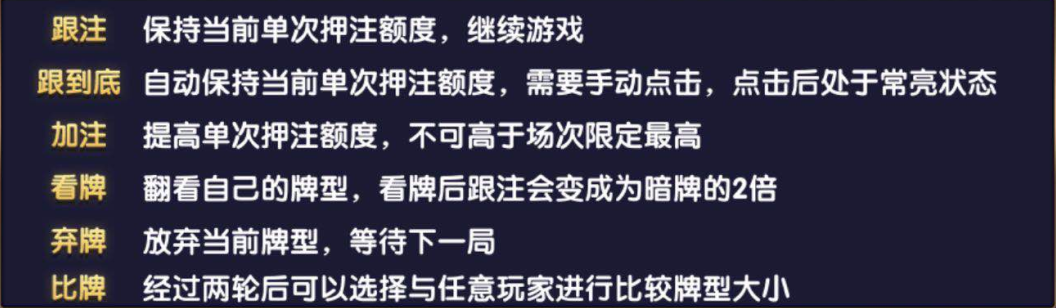 跟注 保持当前单次押注额度，继续游戏
跟到底 自动保持当前单次押注额度，需要手动点击，点击后处于常亮状态
加注 提高单次押注额度，不可高于场次限定最高
看牌 翻看自己的牌型，看牌后跟注会变成为暗牌的2倍
弃牌 放弃当前牌型，等待下一局
比牌 经过两轮后可以选择与任意玩家进行比较牌型大小